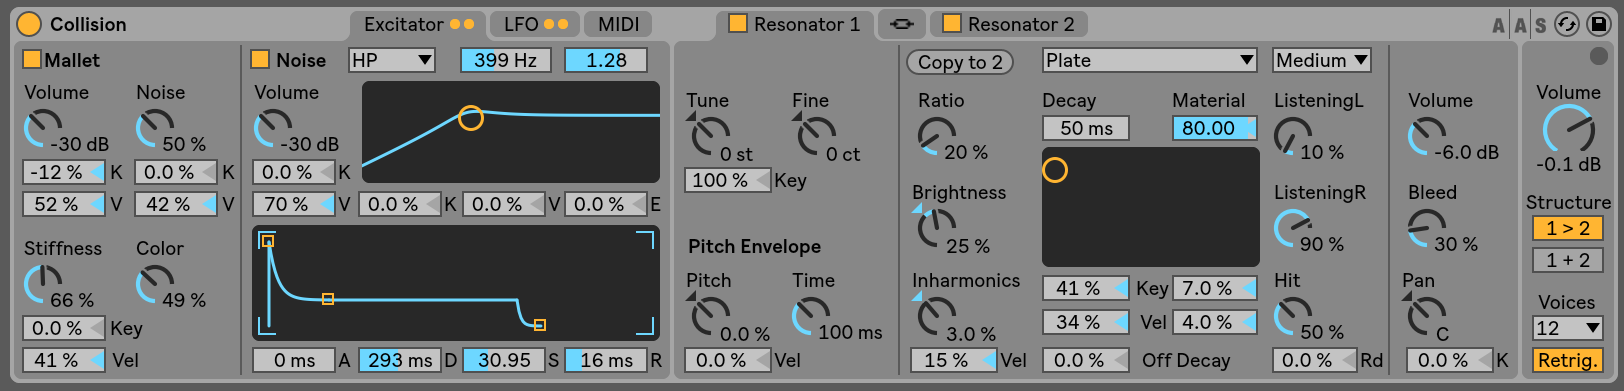 Collision Excitator LFO MIDI Resonator 1 Resonator 2 AAS
Mallet Noise HP 399 Hz 1.28 Copy to 2 Plate Medium
Volume Noise Volume Tune Fine Ratio Decay Material ListeningL Volume Volume
-30 dB 50 % -30 dB 0 st 0 ct 20 % 50 ms 80.00 10 % -6.0 dB -0.1 dB
-12 % K 0.0 % K 0.0 % K 100 % Key
52 % V 42 % V 70 % V 0.0 % K 0.0 % V 0.0 % E Brightness ListeningR Bleed Structure
25 % 90 % 30 % 1 > 2
Stiffness Color Pitch Envelope 1 + 2
66 % 49 % Pitch Time Inharmonics 41 % Key 7.0 % Hit Pan Voices
0.0 % Key 0.0 % 100 ms 3.0 % 34 % Vel 4.0 % 50 % C 12
41 % Vel 0 ms A 293 ms D 30.95 S 16 ms R 0.0 % Vel 15 % Vel 0.0 % Off Decay 0.0 % Rd 0.0 % K Retrig.